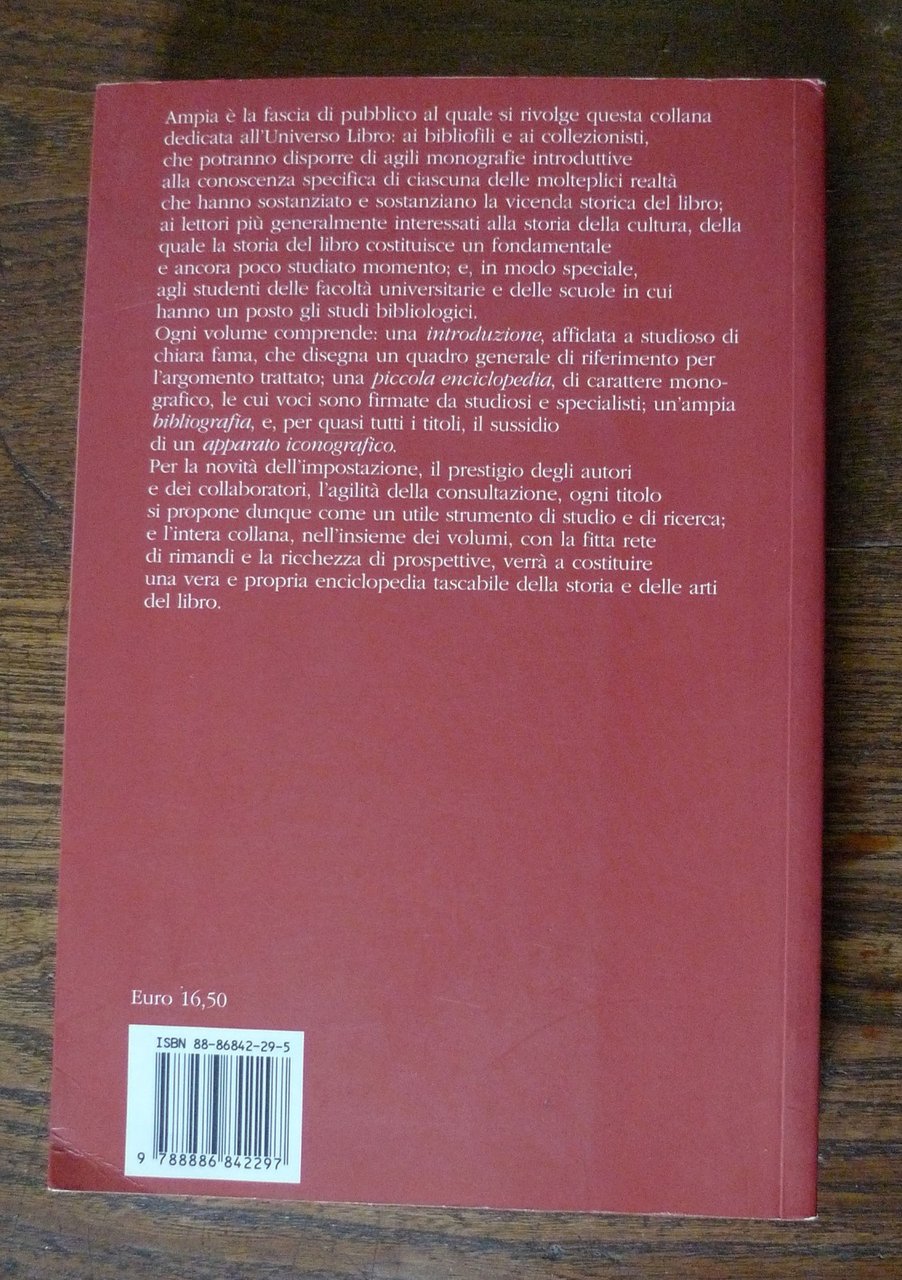 Ampia è la fascia di pubblico al quale si rivolge questa collana
dedicata all'Universo Libro: ai bibliofili e ai collezionisti,
che potranno disporre di agili monografie introduttive
alla conoscenza specifica di ciascuna delle molteplici realtà
che hanno sostanziato e sostanziano la vicenda storica del libro;
ai lettori più generalmente interessati alla storia della cultura, della
quale la storia del libro costituisce un fondamentale
e ancora poco studiato momento; e, in modo speciale,
agli studenti delle facoltà universitarie e delle scuole in cui
hanno un posto gli studi bibliologici.
Ogni volume comprende: una introduzione, affidata a studioso di
chiara fama, che disegna un quadro generale di riferimento per
l'argomento trattato; una piccola enciclopedia, di carattere mono-
grafico, le cui voci sono firmate da studiosi e specialisti; un'ampia
bibliografia, e, per quasi tutti i titoli, il sussidio
di un apparato iconografico.
Per la novità dell'impostazione, il prestigio degli autori
e dei collaboratori, l'agilità della consultazione, ogni titolo
si propone dunque come un utile strumento di studio e di ricerca;
e l'intera collana, nell'insieme dei volumi, con la fitta rete
di rimandi e la ricchezza di prospettive, verrà a costituire
una vera e propria enciclopedia tascabile della storia e delle arti
del libro.
Euro 16,50
ISBN 88-86842-29-5
9 788886 842297